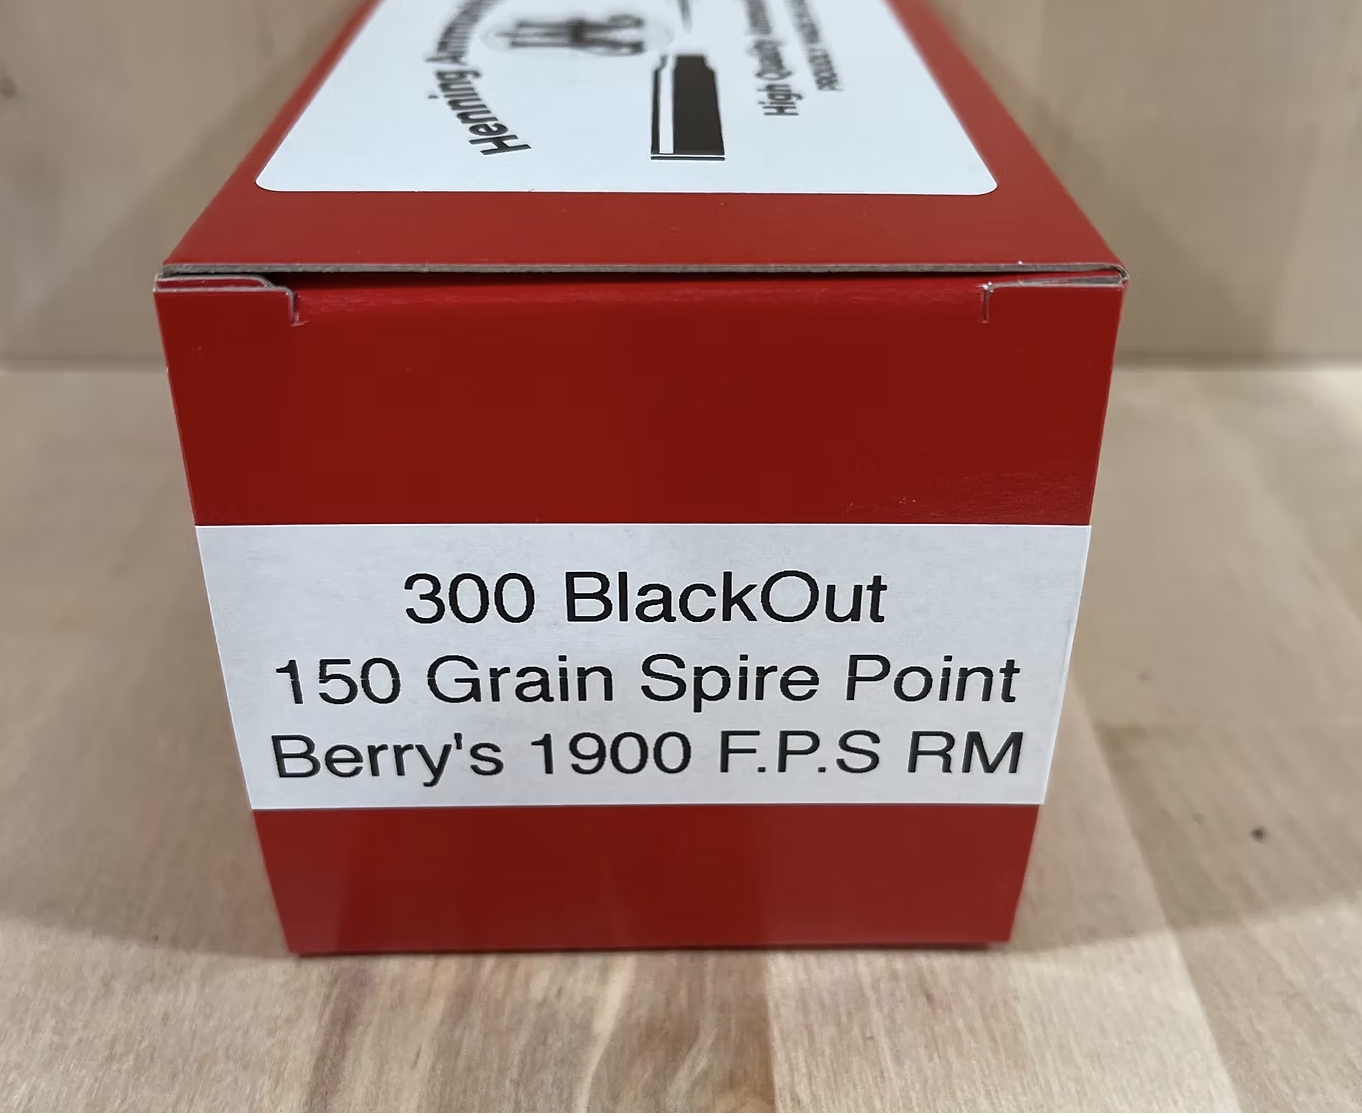 Henning
High Quality
300 BlackOut
150 Grain Spire Point
Berry's 1900 F.P.S RM